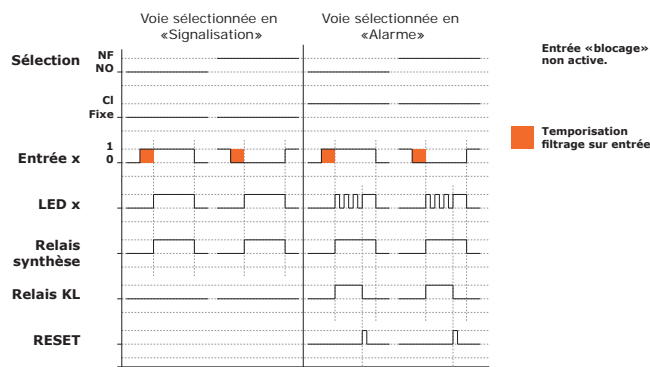 Voie sélectionnée en
«Signalisation»
Voie sélectionnée en
«Alarme»
Sélection
NF
NO
Cl
Fixe
Entrée x
1
0
LED x
Relais
synthèse
Relais KL
RESET
Entrée «blocage»
non active.
Temporisation
filtrage sur entrée